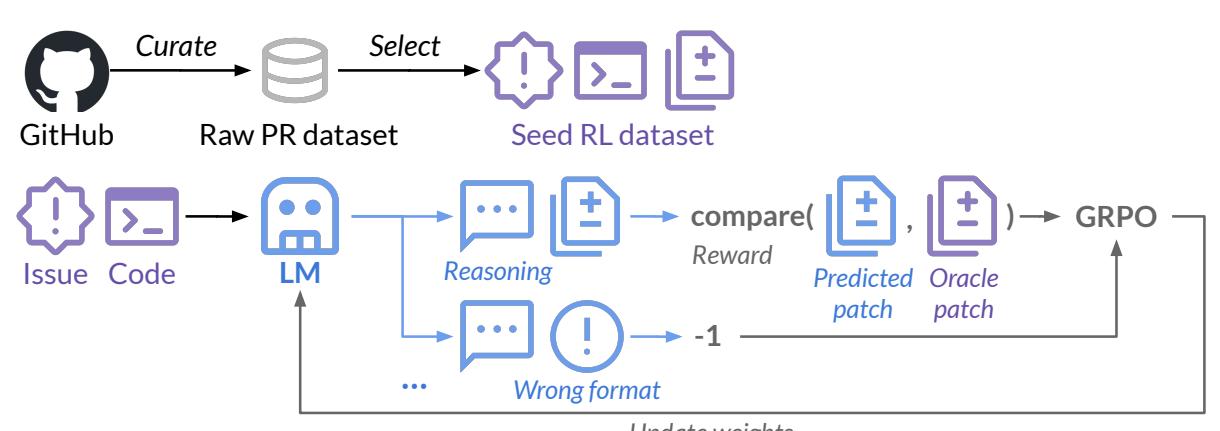 Curate
Select
GitHub
Raw PR dataset
Seed RL dataset
compare(
,
)
GRPO
Reward
Issue
Code
LM
Reasoning
Predicted
patch
Oracle
patch
-1
...
Wrong format
Update weights